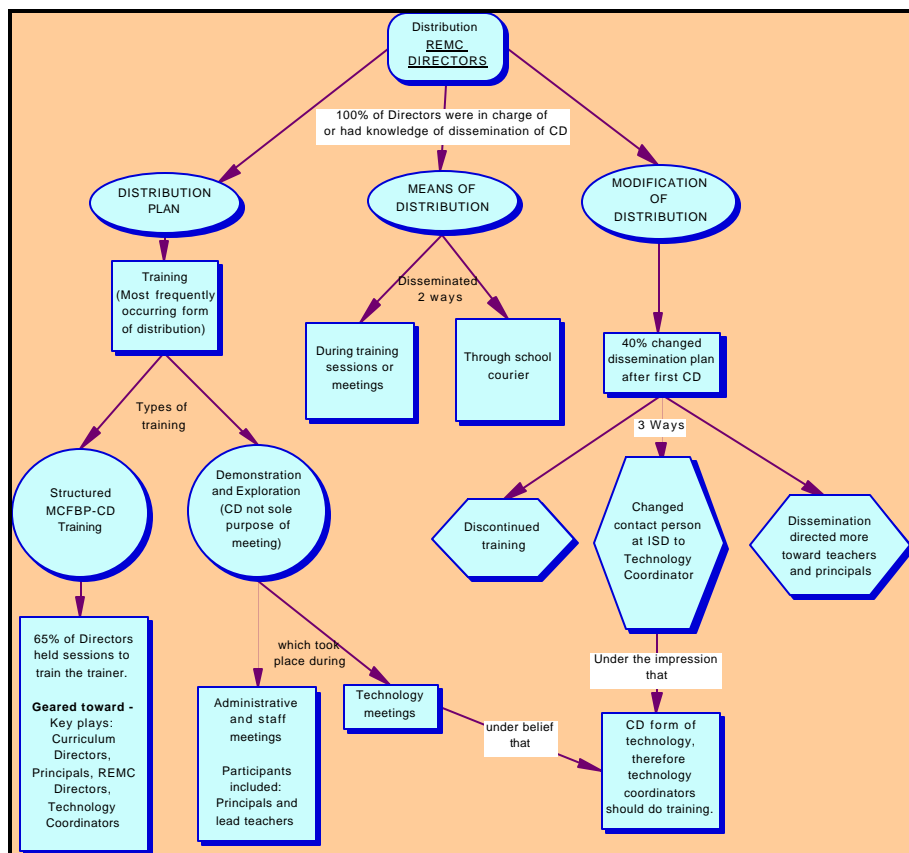 Distribution
REMC
DIRECTORS
100% of Directors were in charge of
or had knowledge of dissemination of CD
DISTRIBUTION
PLAN
MEANS OF
DISTRIBUTION
MODIFICATION
OF
DISTRIBUTION
Training
(Most frequently
occurring form
of distribution)
Disseminated
2 ways
During training
sessions or
meetings
Through school
courier
40% changed
dissemination plan
after first CD
Types of
training
3 Ways
Structured
MCFBP-CD
Training
Demonstration
and Exploration
(CD not sole
purpose of
meeting)
Discontinued
training
Changed
contact person
at ISD to
Technology
Coordinator
Dissemination
directed more
toward teachers
and principals
65% of Directors
held sessions to
train the trainer.
Geared toward -
Key plays:
Curriculum
Directors,
Principals, REMC
Directors,
Technology
Coordinators
which took
place during
Administrative
and staff
meetings
Participants
included:
Principals and
lead teachers
Technology
meetings
under belief
that
Under the impression
that
CD form of
technology,
therefore
technology
coordinators
should do training.